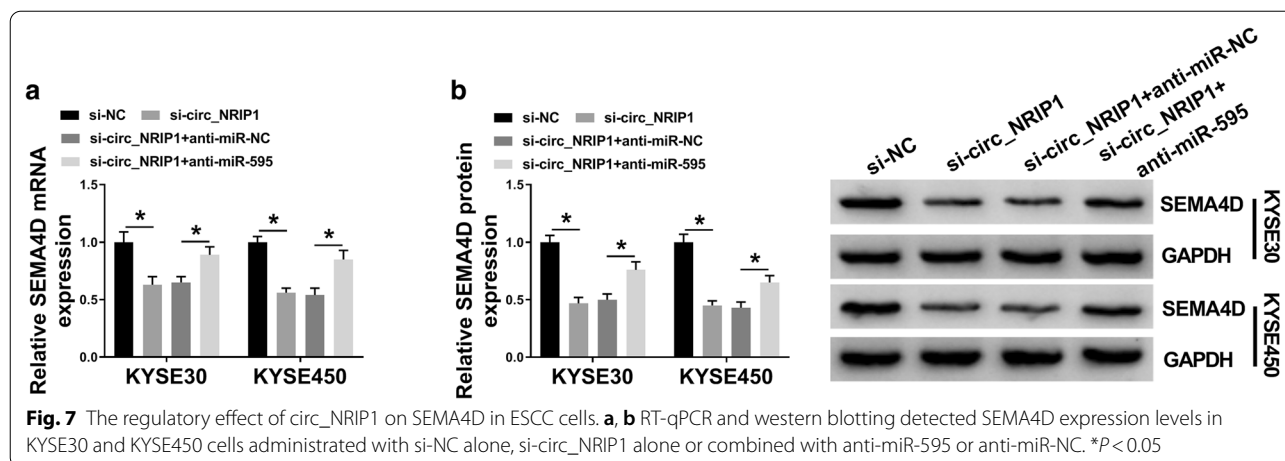 a
si-NC si-circ_NRIP1
si-circ_NRIP1+anti-miR-NC
si-circ_NRIP1+anti-miR-595
Relative SEMA4D mRNA
expression
1.5
1.0
0.5
0.0
* * * *
KYSE30 KYSE450
b
si-NC si-circ_NRIP1
si-circ_NRIP1+anti-miR-NC
si-circ_NRIP1+anti-miR-595
Relative SEMA4D protein
expression
1.5
1.0
0.5
0.0
* * * *
KYSE30 KYSE450
si-NC
si-circ_NRIP1
si-circ_NRIP1+anti-miR-NC
si-circ_NRIP1+
anti-miR-595
SEMA4D
GAPDH
KYSE30
SEMA4D
GAPDH
KYSE450
Fig. 7 The regulatory effect of circ_NRIP1 on SEMA4D in ESCC cells. a, b RT-qPCR and western blotting detected SEMA4D expression levels in
KYSE30 and KYSE450 cells administrated with si-NC alone, si-circ_NRIP1 alone or combined with anti-miR-595 or anti-miR-NC. *P < 0.05